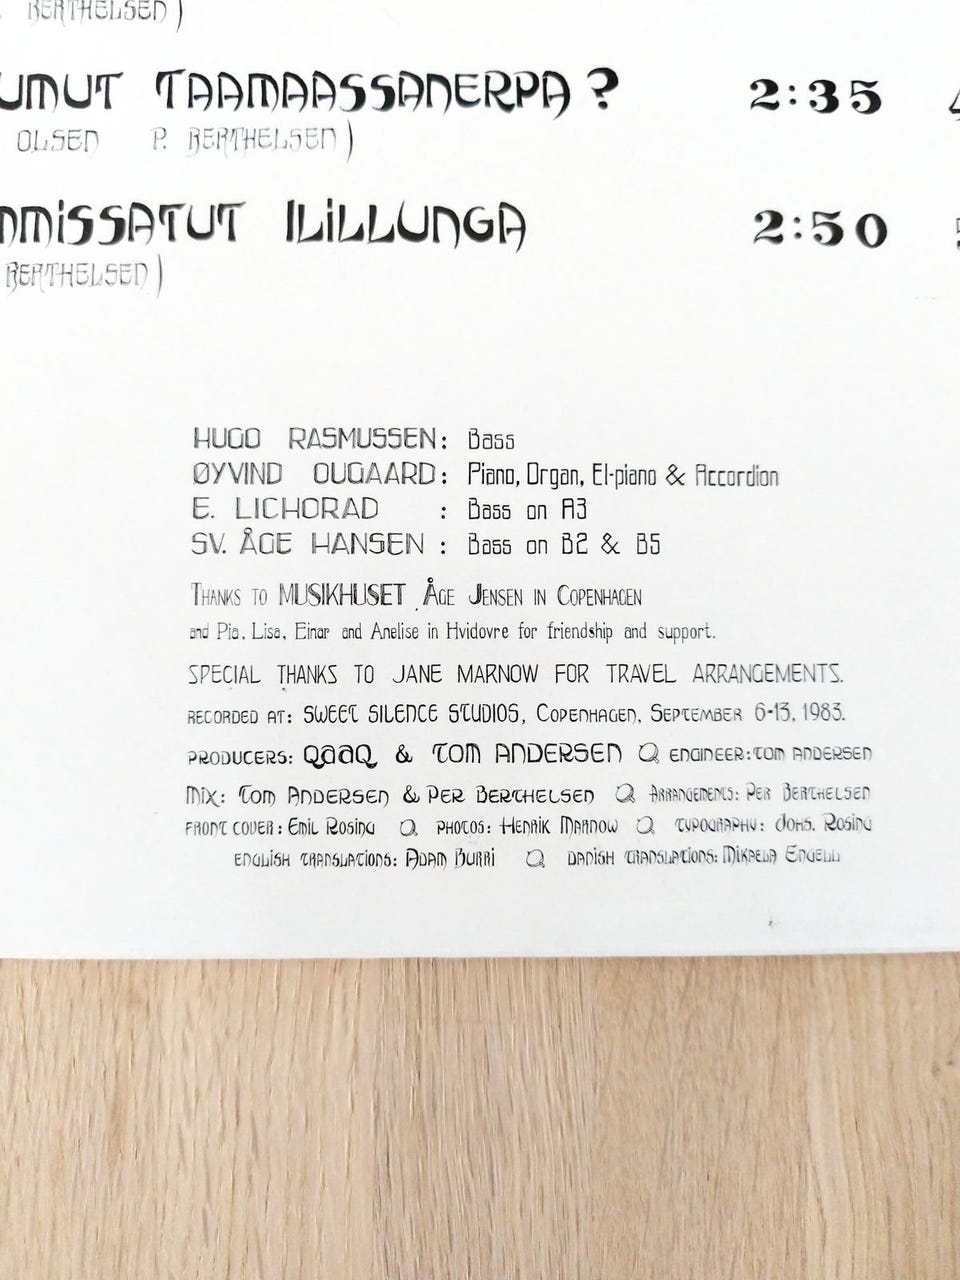 BERTHELSEN)
UMUT TAAMAASSANERPA? 2:35
OLSEN P. BERTHELSEN)
MMISSATUT ILILLUNGA 2:50
BERTHELSEN)
HUGO RASMUSSEN: Bass
ØYVIND OUGAARD: Piano, Organ, El-piano & Accordion
E. LICHORAD : Bass on A3
SV. ÅGE HANSEN : Bass on B2 & B5
THANKS TO MUSIKHUSET ÅGE JENSEN IN COPENHAGEN
and Pia, Lisa, Einar and Anelise in Hvidovre for friendship and support.
SPECIAL THANKS TO JANE MARNOW FOR TRAVEL ARRANGEMENTS.
RECORDED AT: SWEET SILENCE STUDIOS, COPENHAGEN, SEPTEMBER 6-13, 1983.
PRODUCERS: QAAQ & TOM ANDERSEN ENGINEER: TOM ANDERSEN
MIX: TOM ANDERSEN & PER BERTHELSEN ARRANGEMENTS: PER BERTHELSEN
FRONT COVER: EMIL ROSING PHOTOS: HENRIK MARNOW TYPOGRAPHY: JOHS. ROSING
ENGLISH TRANSLATIONS: ADAM BURRI DANISH TRANSLATIONS: MIKAELA ENGELL